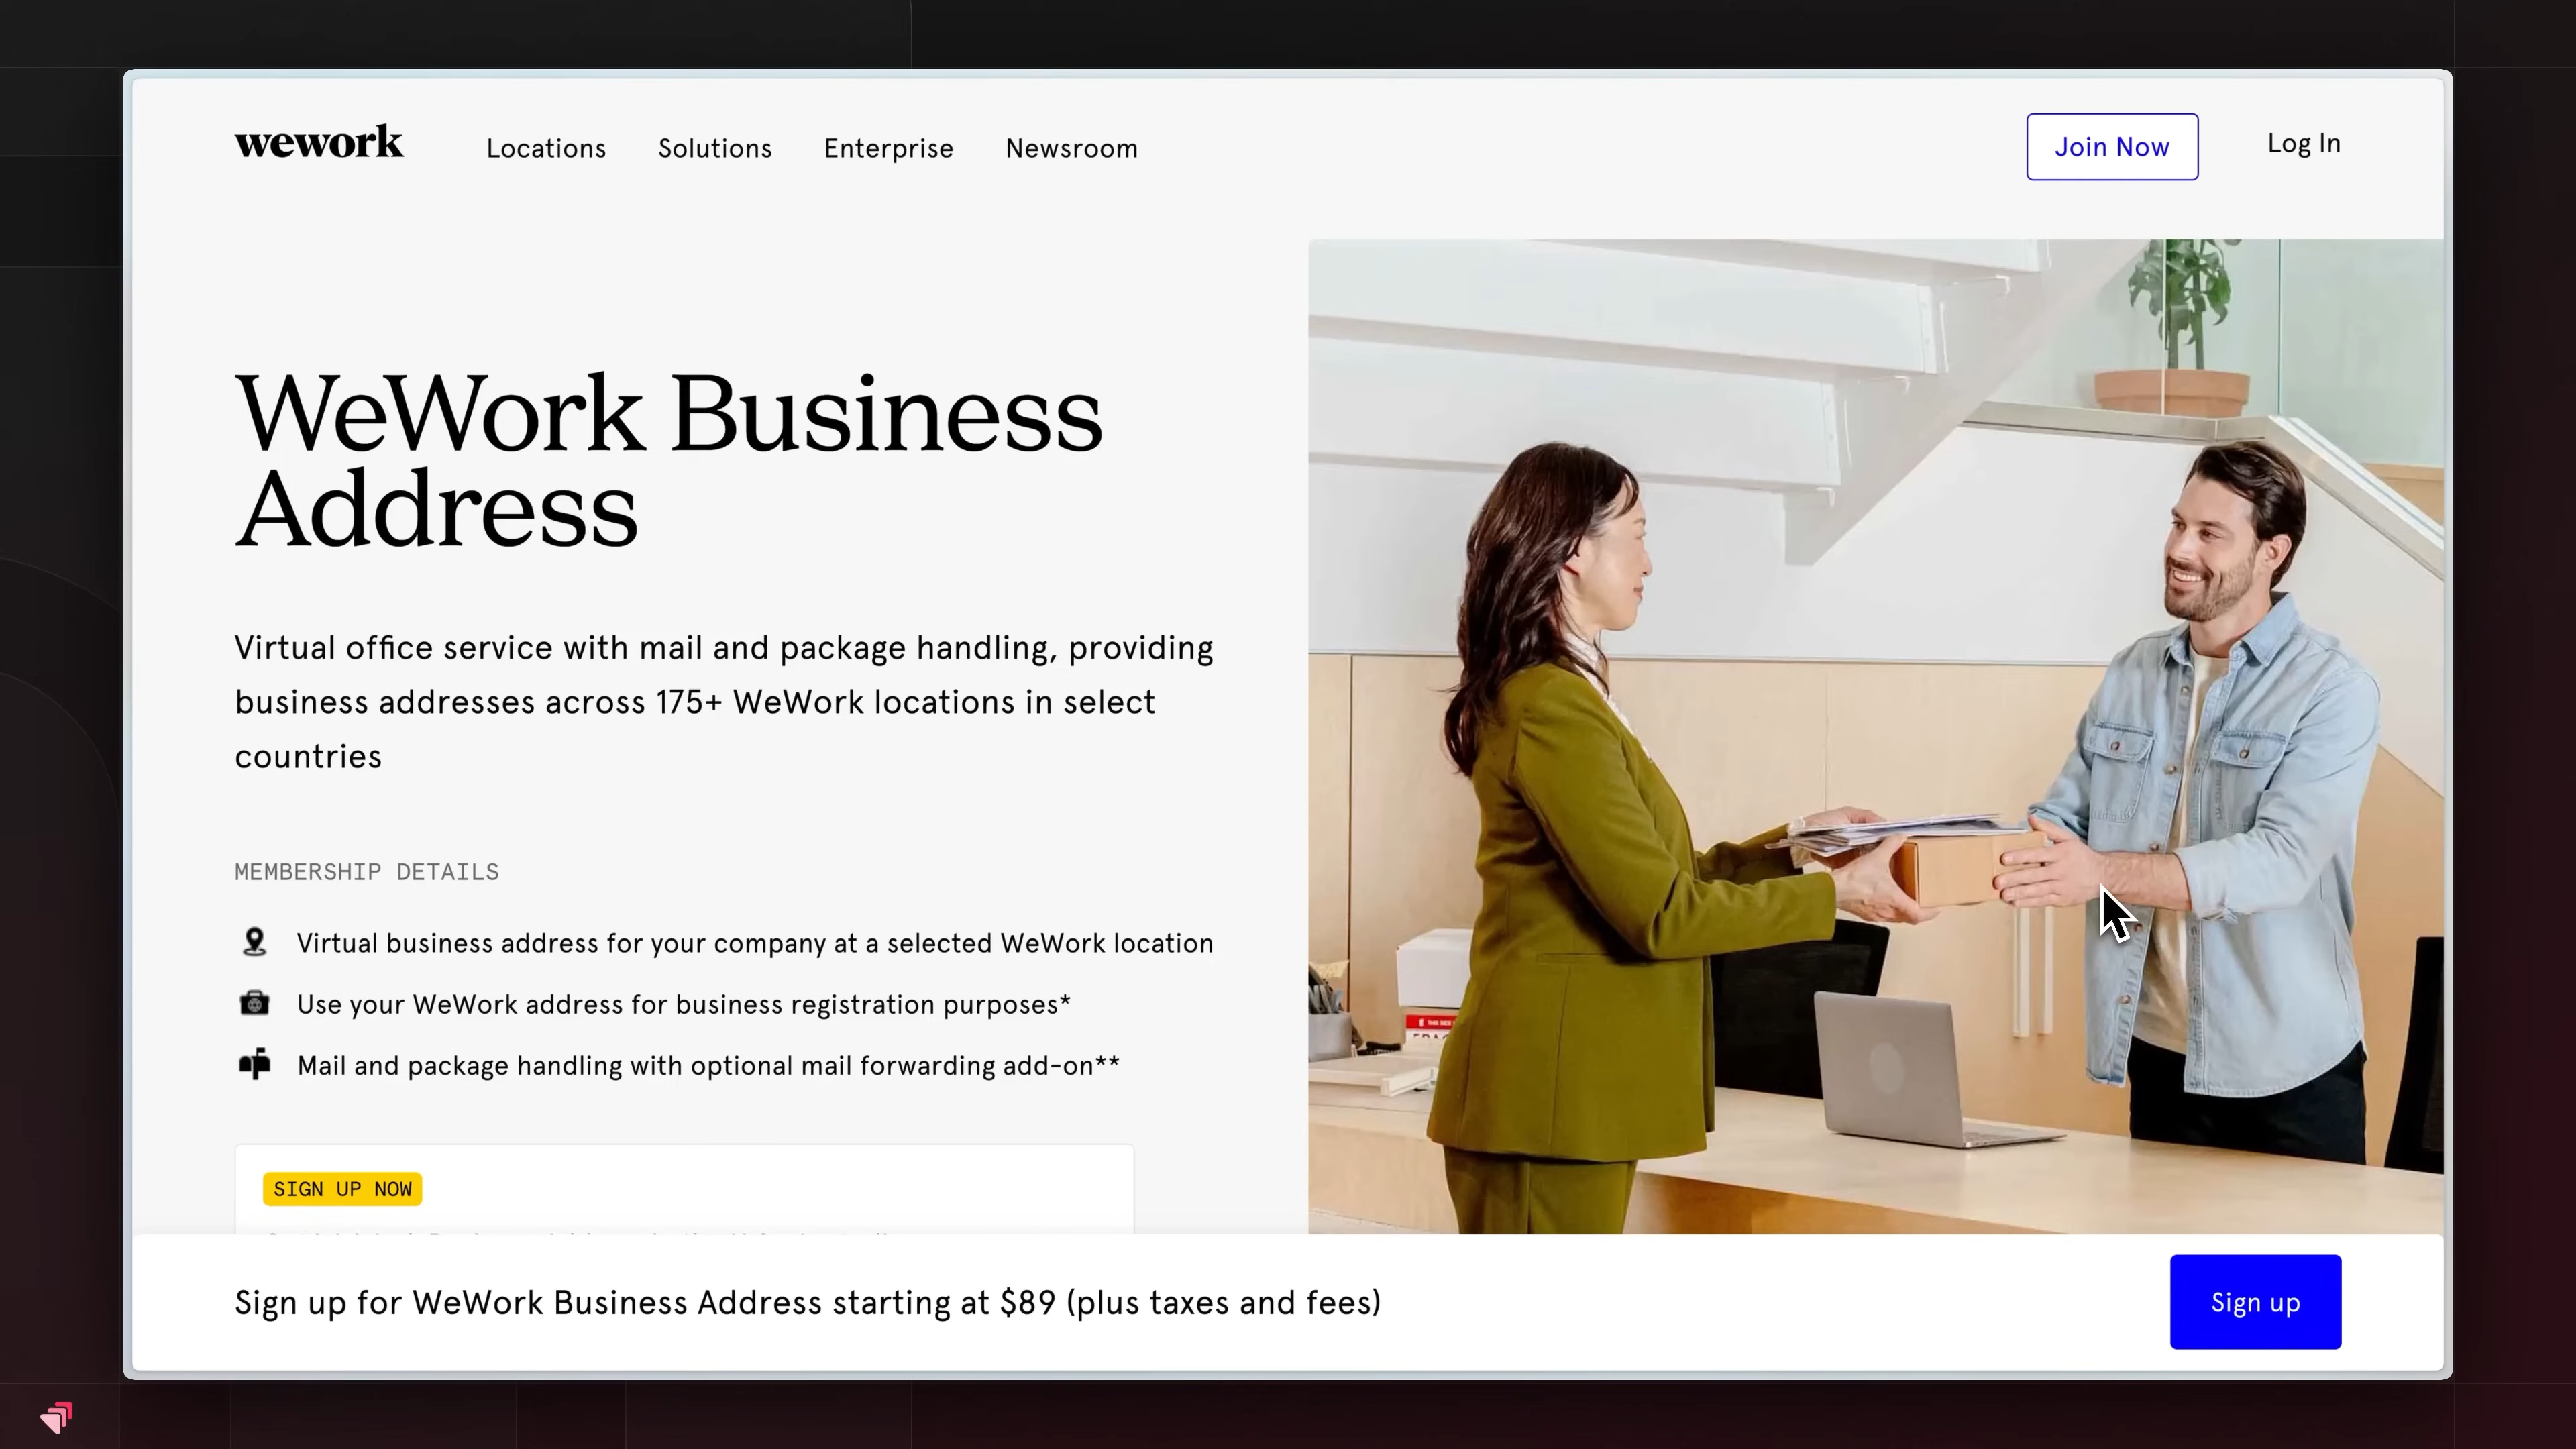 wework
Locations
Solutions
Enterprise
Newsroom
Join Now
Log In
WeWork Business
Address
Virtual office service with mail and package handling, providing
business addresses across 175+ WeWork locations in select
countries
MEMBERSHIP DETAILS
Virtual business address for your company at a selected WeWork location
Use your WeWork address for business registration purposes*
Mail and package handling with optional mail forwarding add-on**
SIGN UP NOW
Sign up for WeWork Business Address starting at $89 (plus taxes and fees)
Sign up